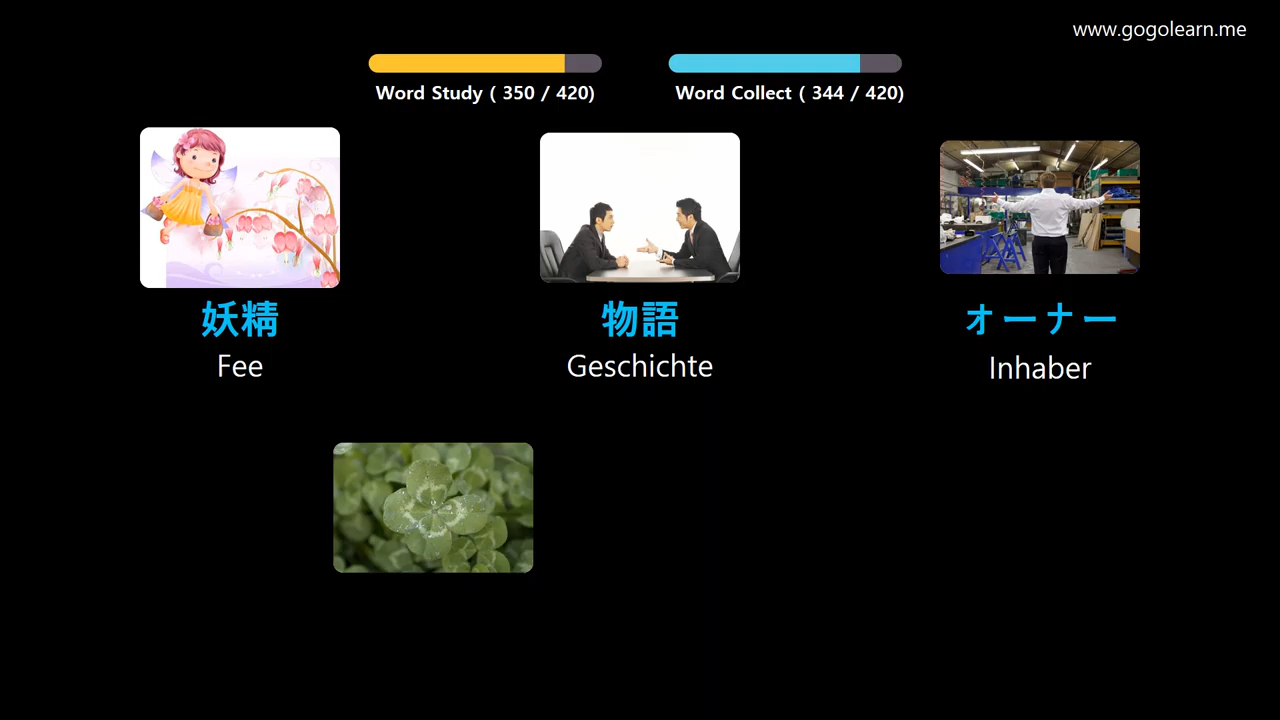 www.gogolearn.me
Word Study ( 350 / 420)
Word Collect ( 344 / 420)
妖精
Fee
物語
Geschichte
オーナー
Inhaber